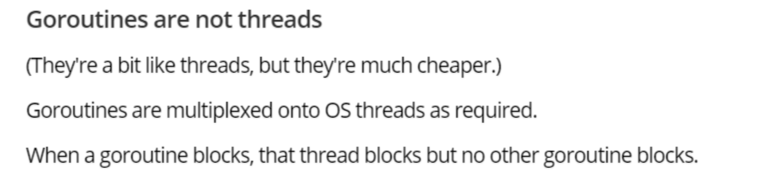 Goroutines are not threads
(They're a bit like threads, but they're much cheaper.)
Goroutines are multiplexed onto OS threads as required.
When a goroutine blocks, that thread blocks but no other goroutine blocks.